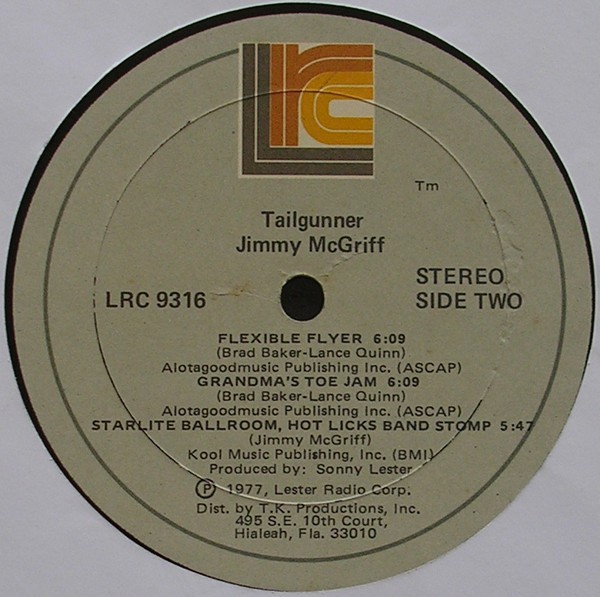 lrc
Tm
Tailgunner
Jimmy McGriff
LRC 9316
STEREO
SIDE TWO
FLEXIBLE FLYER 6:09
(Brad Baker-Lance Quinn)
Alotagoodmusic Publishing Inc. (ASCAP)
GRANDMA'S TOE JAM 6:09
(Brad Baker-Lance Quinn)
Alotagoodmusic Publishing Inc. (ASCAP)
STARLITE BALLROOM, HOT LICKS BAND STOMP 5:47
(Jimmy McGriff)
Kool Music Publishing, Inc. (BMI)
Produced by: Sonny Lester
Ⓟ 1977, Lester Radio Corp.
Dist. by T.K. Productions, Inc.
495 S.E. 10th Court,
Hialeah, Fla. 33010